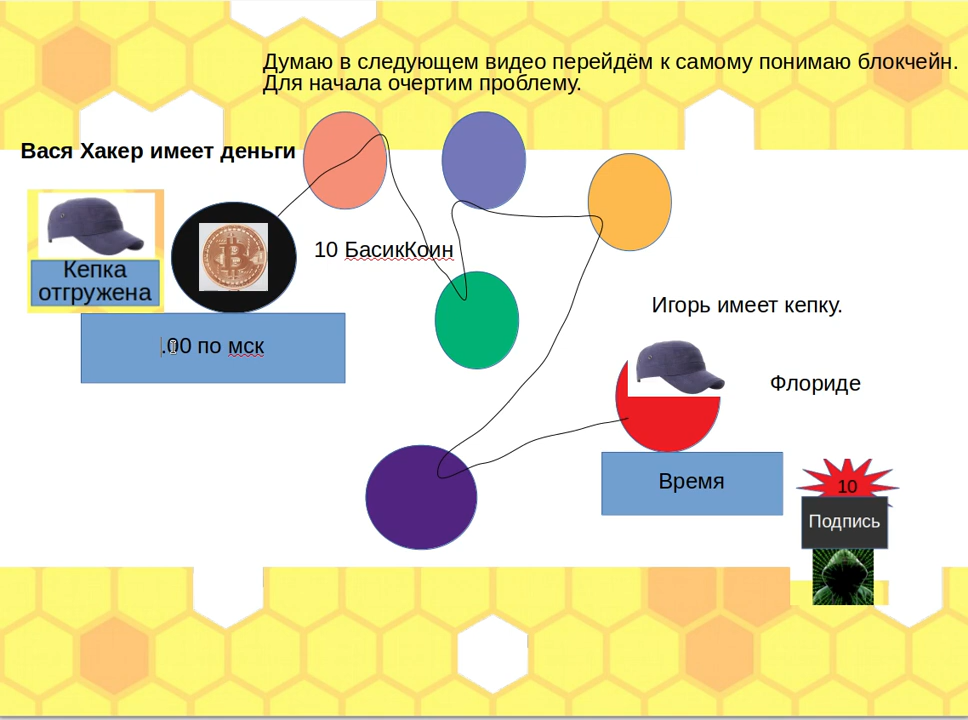 Думаю в следующем видео перейдём к самому понимаю блокчейн.
Для начала очертим проблему.
Вася Хакер имеет деньги
Кепка
отгружена
10 БасикКоин
.00 по мск
Игорь имеет кепку.
Флориде
Время
10
Подпись